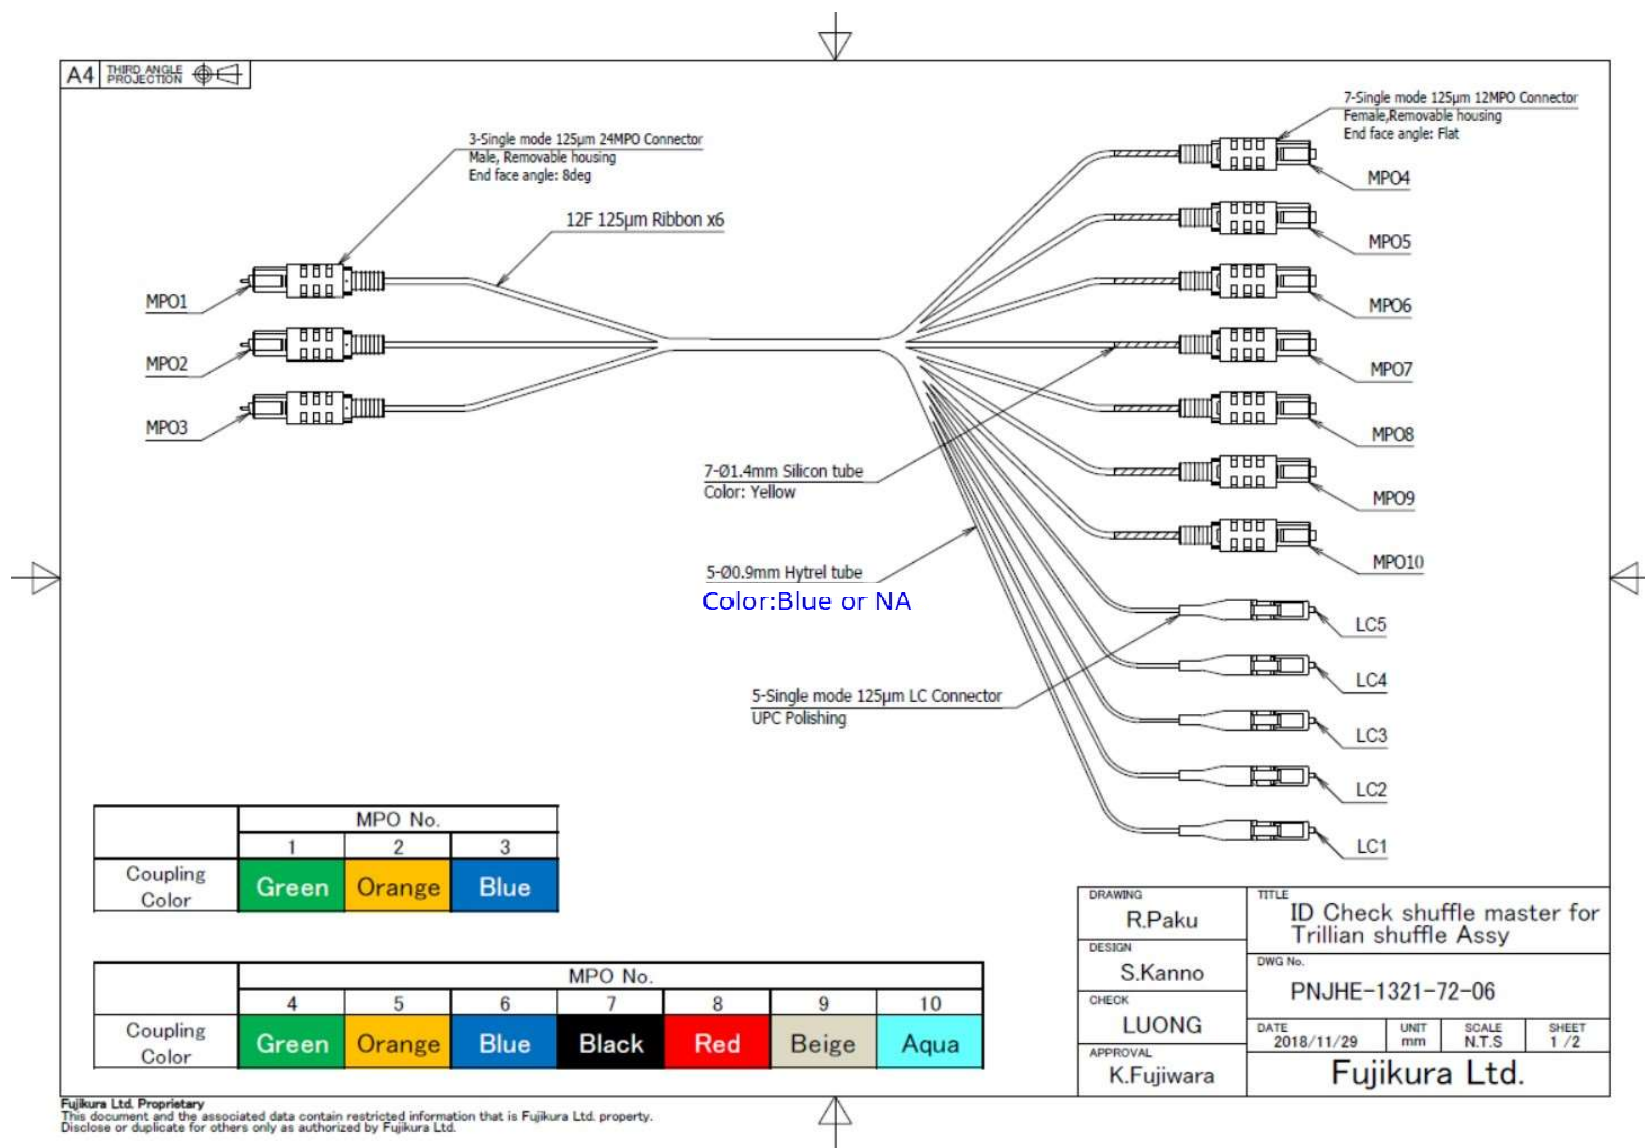 A4 THIRD ANGLE
PROJECTION
7-Single mode 125μm 12MPO Connector
Female,Removable housing
End face angle: Flat
3-Single mode 125μm 24MPO Connector
Male, Removable housing
End face angle: 8deg
12F 125μm Ribbon x6
MPO1
MPO2
MPO3
MPO4
MPO5
MPO6
MPO7
MPO8
MPO9
MPO10
7-Ø1.4mm Silicon tube
Color: Yellow
5-Ø0.9mm Hytrel tube
Color:Blue or NA
5-Single mode 125μm LC Connector
UPC Polishing
LC5
LC4
LC3
LC2
LC1
MPO No.
1 2 3
Coupling
Color
Green Orange Blue
MPO No.
4 5 6 7 8 9 10
Coupling
Color
Green Orange Blue Black Red Beige Aqua
DRAWING
R.Paku
DESIGN
S.Kanno
CHECK
LUONG
APPROVAL
K.Fujiwara
TITLE
ID Check shuffle master for
Trillian shuffle Assy
DWG No.
PNJHE-1321-72-06
DATE UNIT SCALE SHEET
2018/11/29 mm N.T.S 1 /2
Fujikura Ltd.
Fujikura Ltd. Proprietary
This document and the associated data contain restricted information that is Fujikura Ltd. property.
Disclose or duplicate for others only as authorized by Fujikura Ltd.